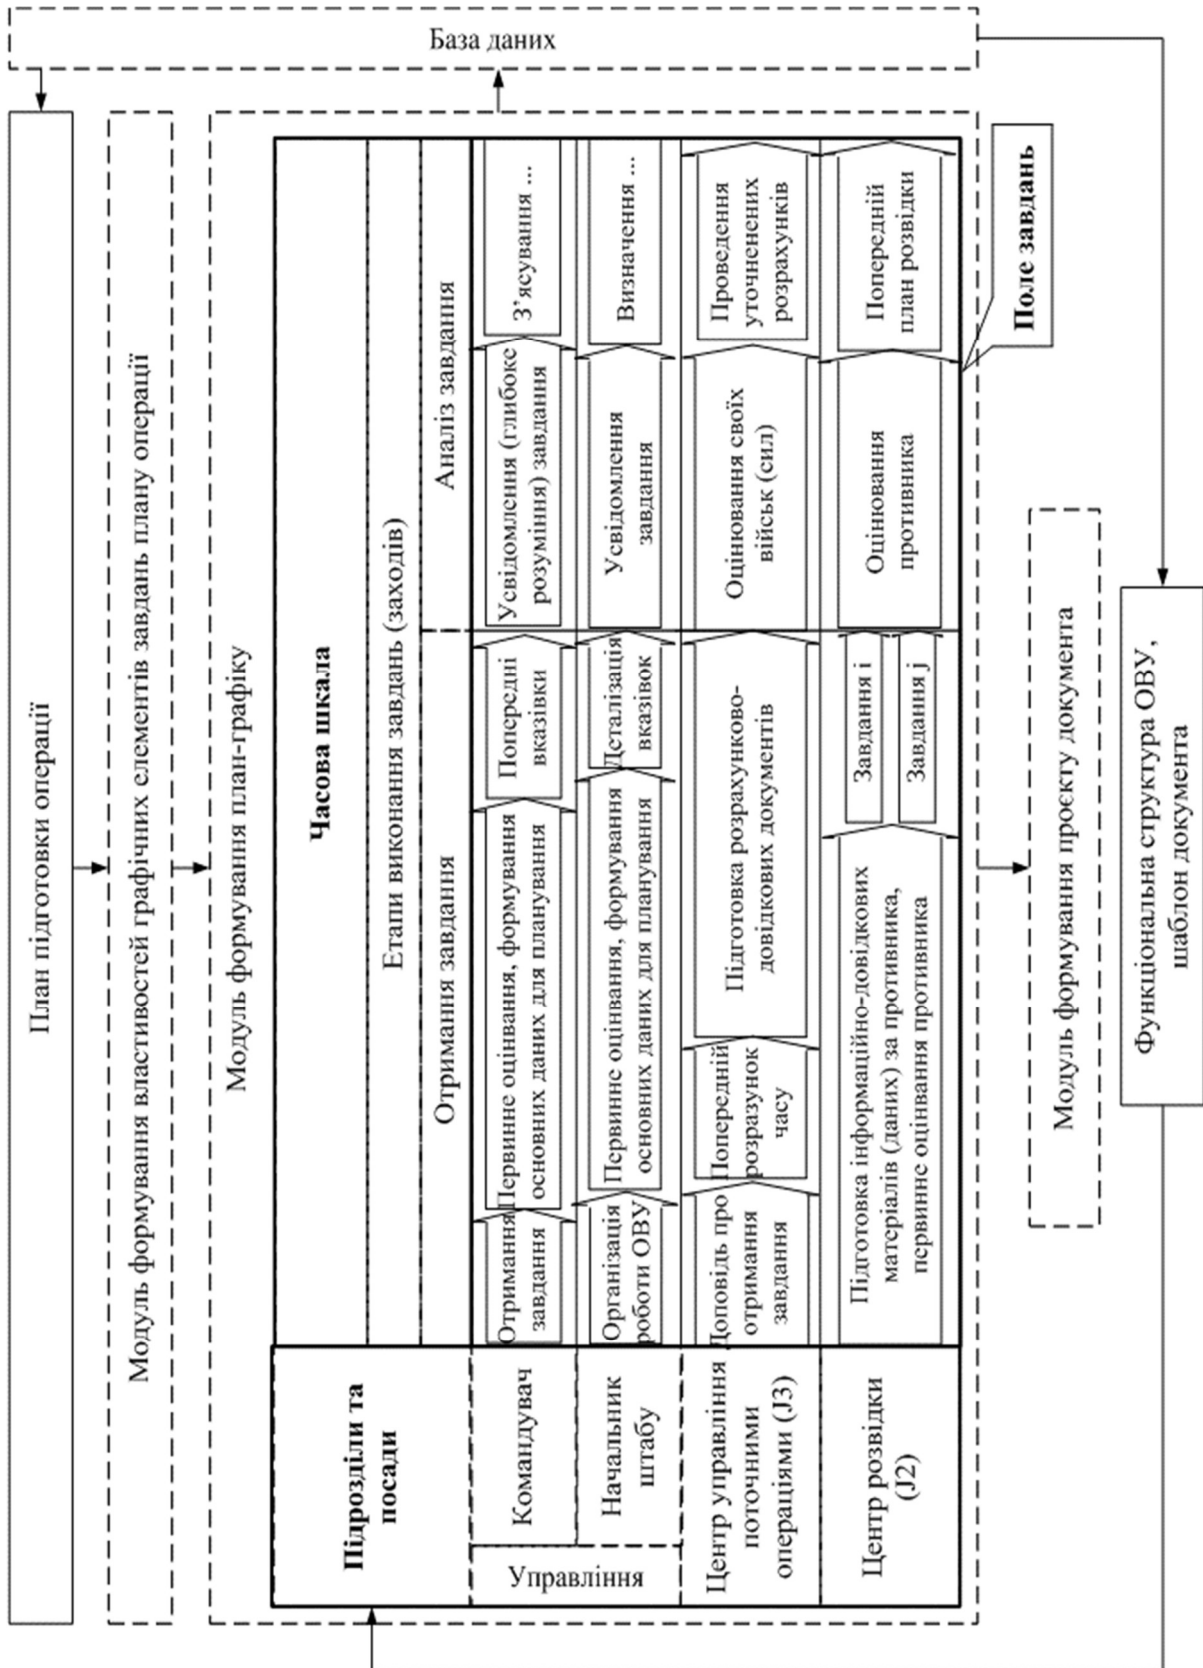 План підготовки операції
Модуль формування властивостей графічних елементів завдань плану операції
База даних
Модуль формування план-графіку
Підрозділи та
посади
Часова шкала
Етапи виконання завдань (заходів)
Отримання завдання
Аналіз завдання
Управління
Командувач
Отримання
завдання
Первинне оцінвання, формування
основних даних для планування
Попередні
вказівки
Усвідомлення (глибоке
розуміння) завдання
З’ясування ...
Начальник
штабу
Організація
роботи ОВУ
Первинне оцінвання, формування
основних даних для планування
Деталізація
вказівок
Усвідомлення
завдання
Визначення ...
Центр управління
поточними
операціями (J3)
Доповідь про
отримання
завдання
Попередній
розразунок
часу
Підготовка розрахунково-
довідкових документів
Оцінювання своїх
військ (сил)
Проведення
уточненених
розрахунків
Центр розвідки
(J2)
Підготовка інформаційно-довідкових
матеріалів (даних) за противника,
первинне оцінвання противника
Завдання i
Завдання j
Оцінювання
противника
Попередній
план розвідки
Поле завдань
Модуль формування проєкту документа
Функціональна структура ОВУ,
шаблон документа